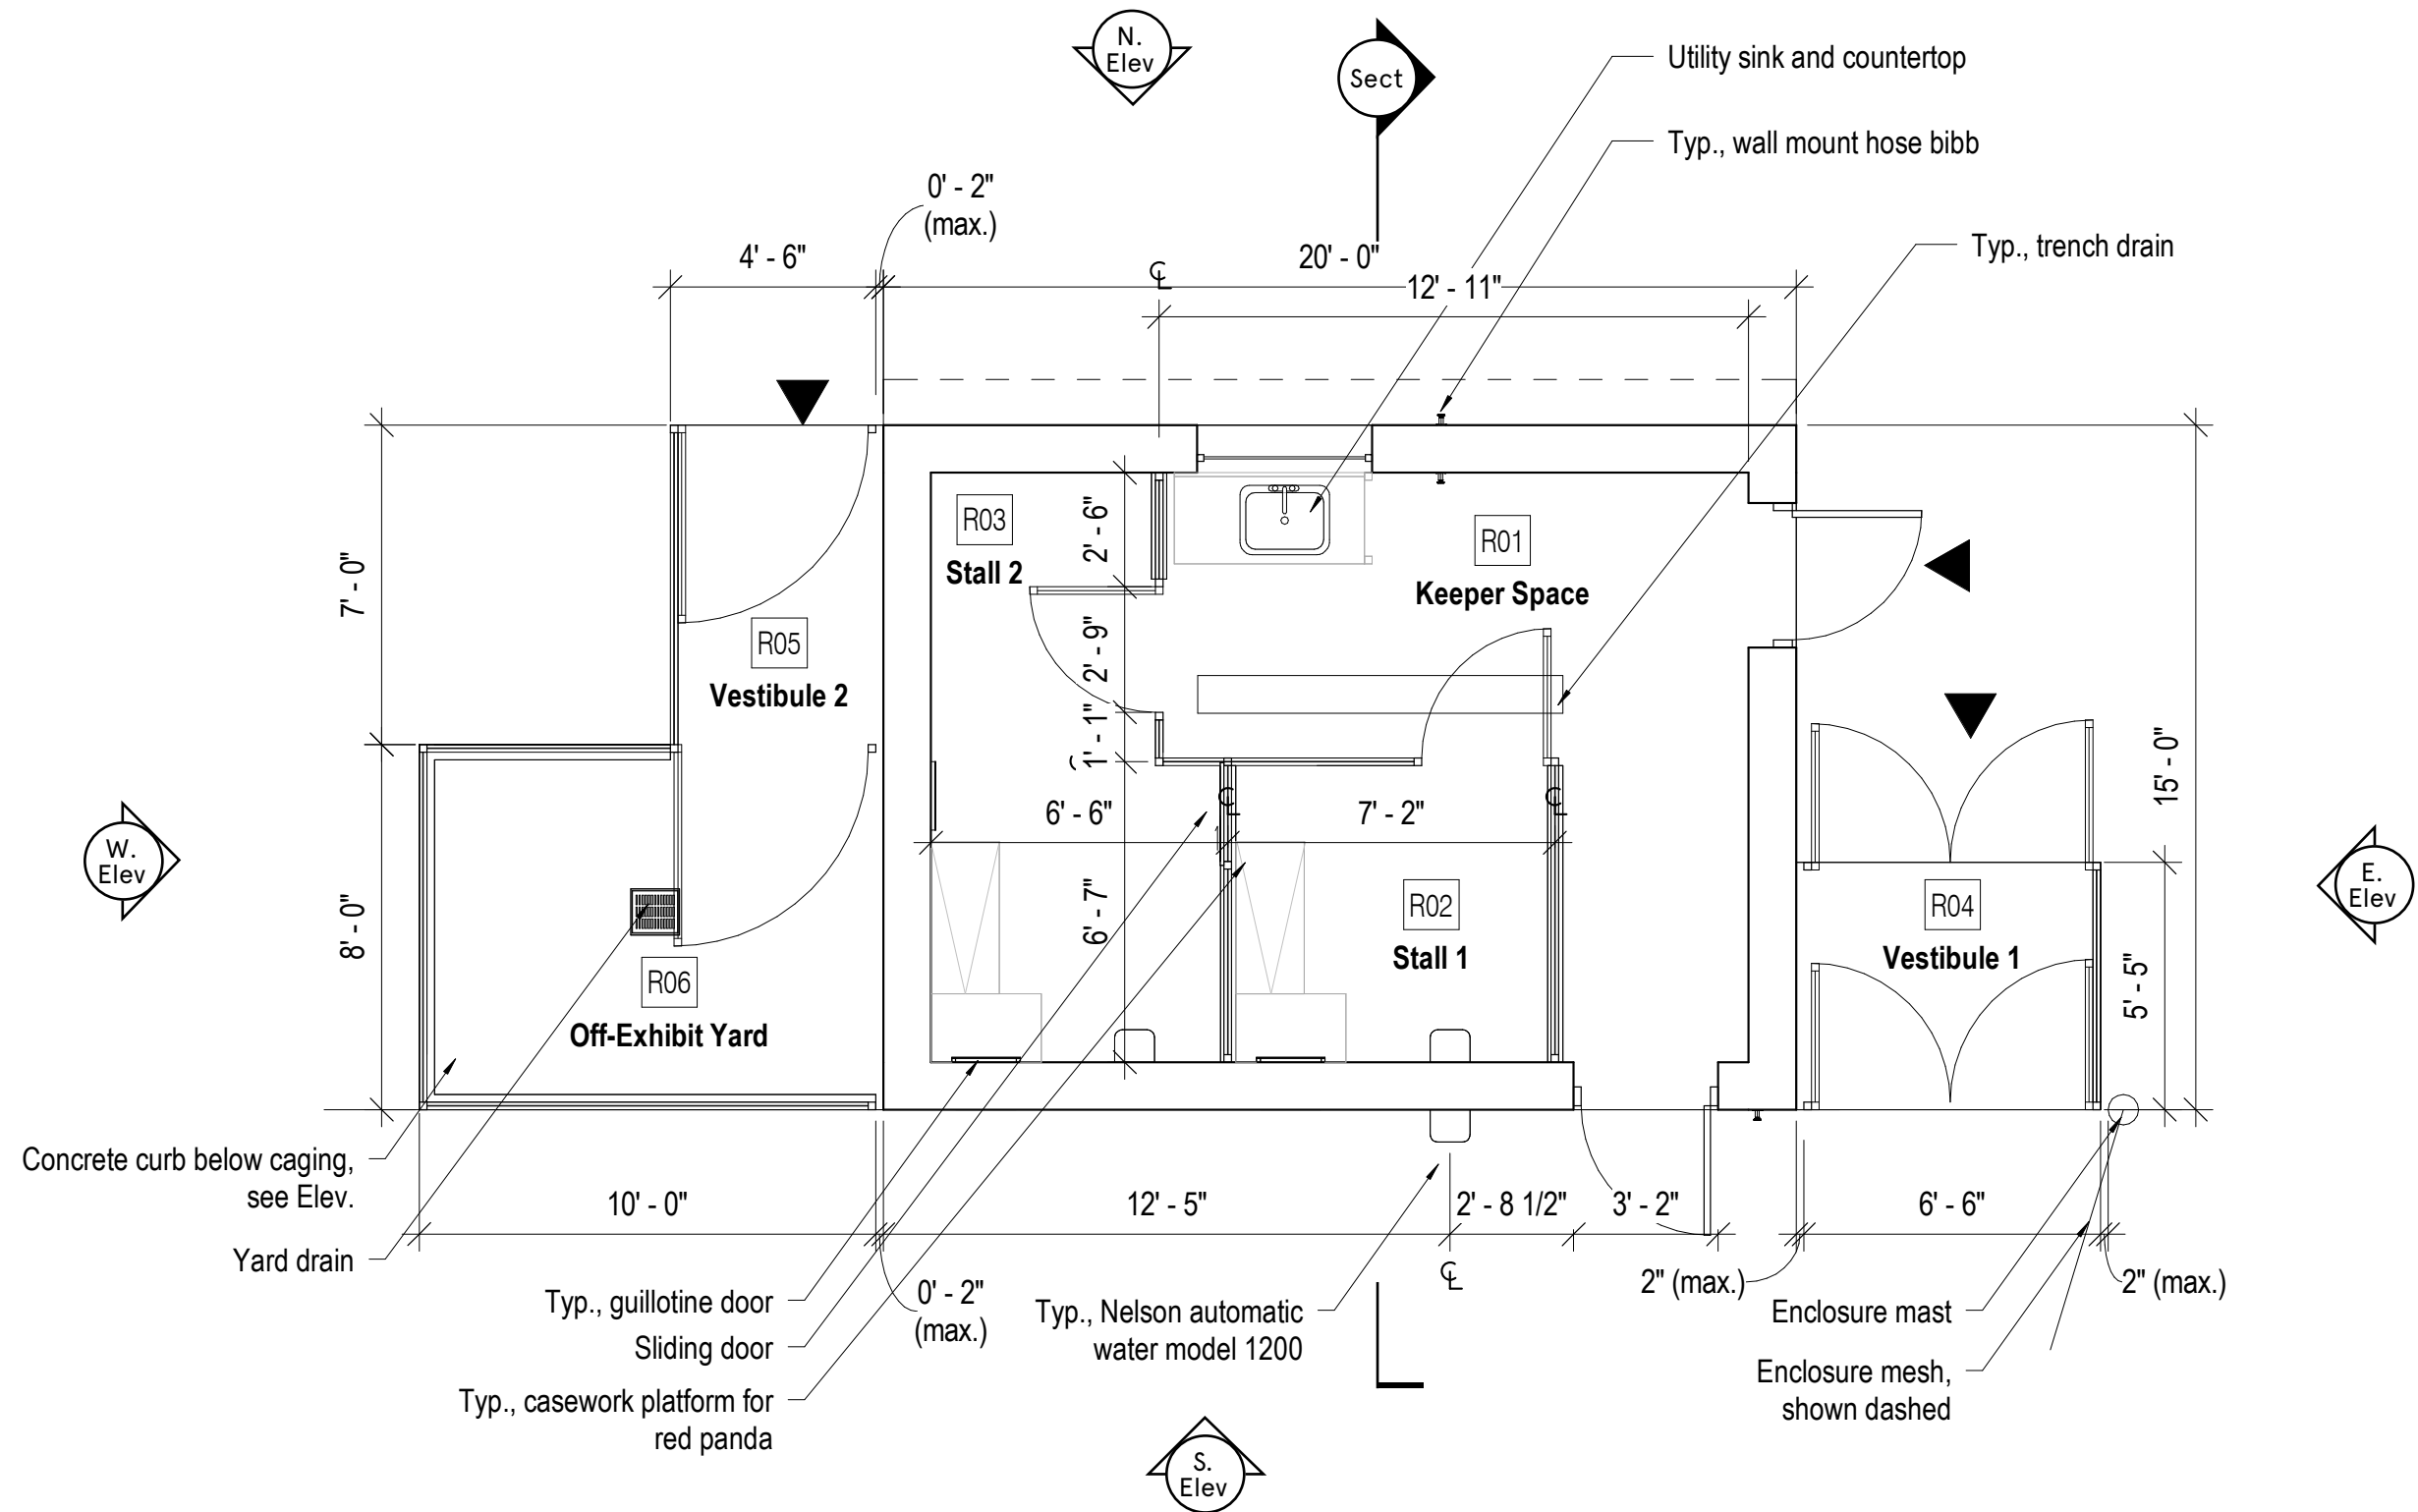 N.
Elev
Sect
Utility sink and countertop
Typ., wall mount hose bibb
0' - 2"
(max.)
4' - 6"
20' - 0"
Typ., trench drain
12' - 11"
R03
Stall 2
2' - 6"
R01
Keeper Space
7' - 0"
R05
Vestibule 2
2' - 9"
1' - 1"
15' - 0"
6' - 6"
7' - 2"
W.
Elev
E.
Elev
8' - 0"
6' - 7"
R02
Stall 1
R04
Vestibule 1
R06
Off-Exhibit Yard
5' - 5"
Concrete curb below caging,
see Elev.
10' - 0"
12' - 5"
2' - 8 1/2"
3' - 2"
6' - 6"
Yard drain
0' - 2"
(max.)
2" (max.)
2" (max.)
Typ., guillotine door
Sliding door
Typ., casework platform for
red panda
Typ., Nelson automatic
water model 1200
Enclosure mast
Enclosure mesh,
shown dashed
S.
Elev